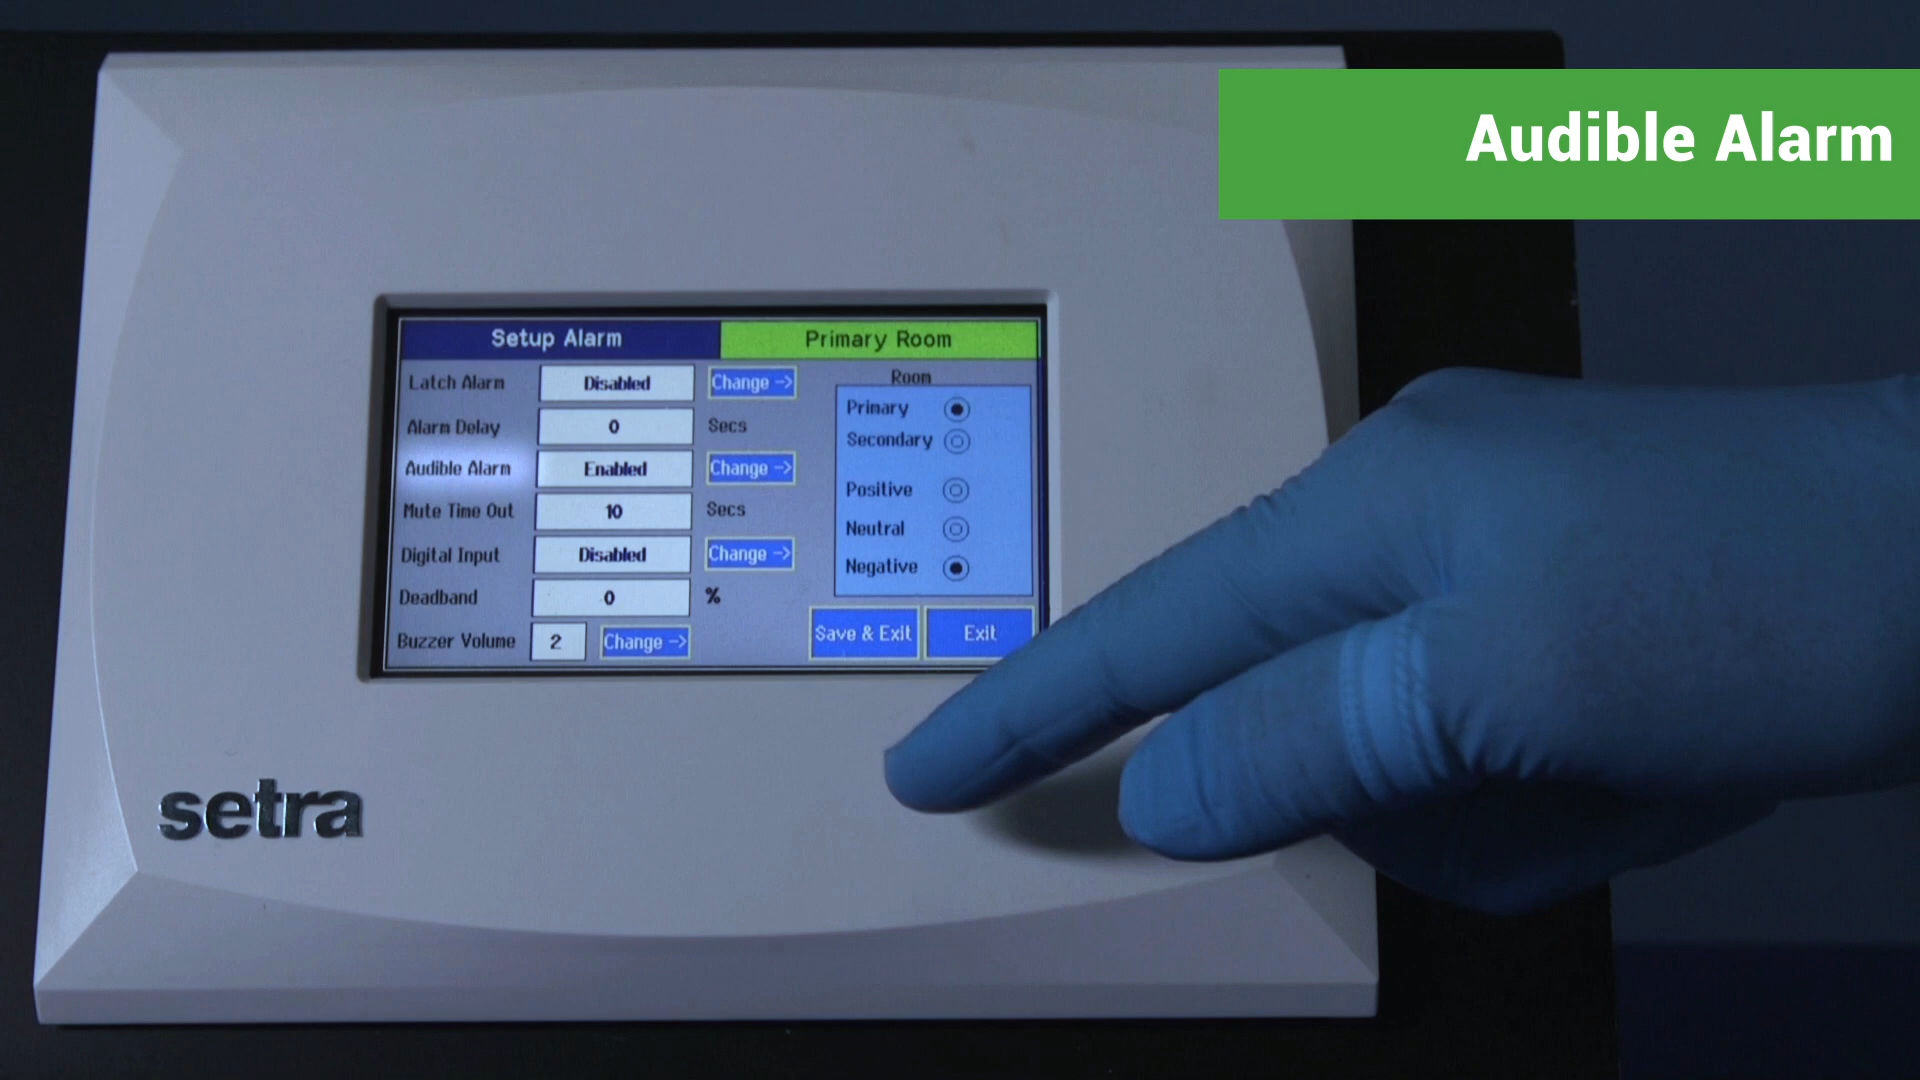 Audible Alarm
Setup Alarm
Primary Room
Latch Alarm Disabled Change ->
Alarm Delay 0 Secs
Audible Alarm Enabled Change ->
Mute Time Out 10 Secs
Digital Input Disabled Change ->
Deadband 0 %
Buzzer Volume 2 Change ->
Room
Primary
Secondary
Positive
Neutral
Negative
Save & Exit Exit
setra